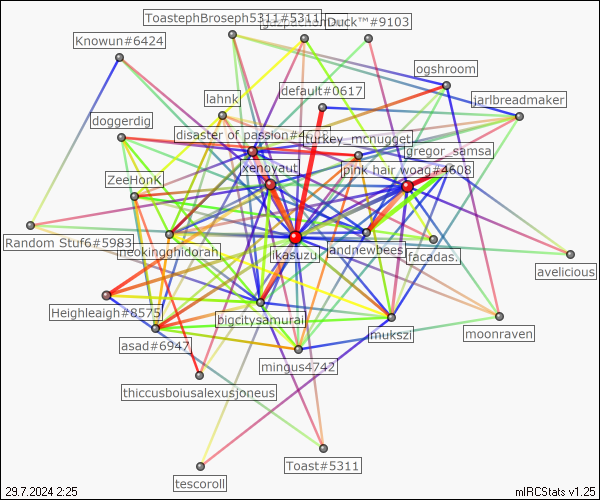 ToastephBroseph5311#5311
Duck™#9103
Knowun#6424
ogshroom
default#0617
lahnk
jarlbreadmaker
doggerdig
disaster of passion#4608
turkey_mcnugget
gregor_samsa
xenoyaut
pink hair woag#4608
ZeeHonK
Random Stuf6#5983
neokingghidorah
ikasuzu
andnewbees
facadas.
avelicious
Heighleaigh#8575
bigcitysamurai
mukszi
moonraven
asad#6947
mingus4742
thiccusboiusalexusjoneus
Toast#5311
tescoroll
29.7.2024 2:25
mIRCStats v1.25